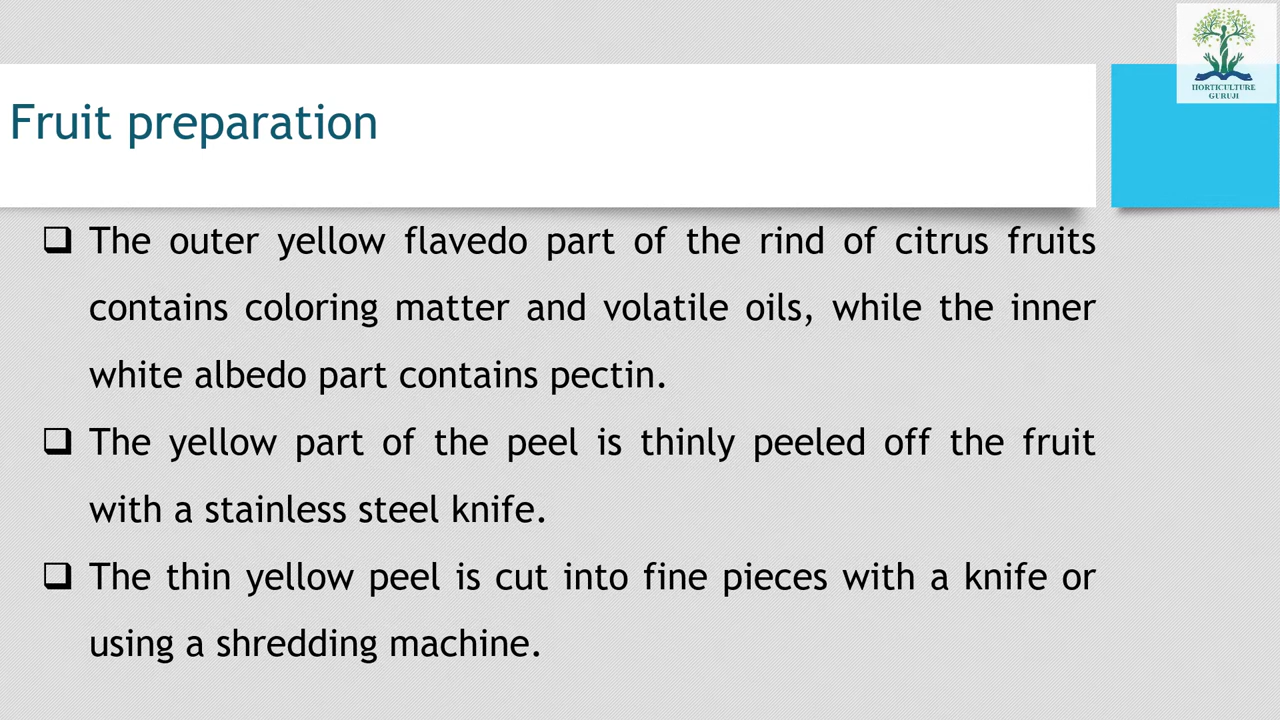 HORTICULTURE
GURUJI
Fruit preparation
❑ The outer yellow flavedo part of the rind of citrus fruits
contains coloring matter and volatile oils, while the inner
white albedo part contains pectin.
❑ The yellow part of the peel is thinly peeled off the fruit
with a stainless steel knife.
❑ The thin yellow peel is cut into fine pieces with a knife or
using a shredding machine.